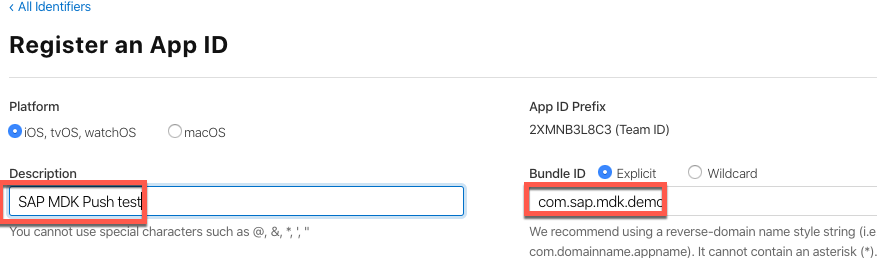 ‹ All Identifiers
Register an App ID
Platform
iOS, tvOS, watchOS
macOS
App ID Prefix
2XMNB3L8C3 (Team ID)
Description
SAP MDK Push test
You cannot use special characters such as @, &, *, ', "
Bundle ID
Explicit
Wildcard
com.sap.mdk.demo
We recommend using a reverse-domain name style string (i.e
com.domainname.appname). It cannot contain an asterisk (*).